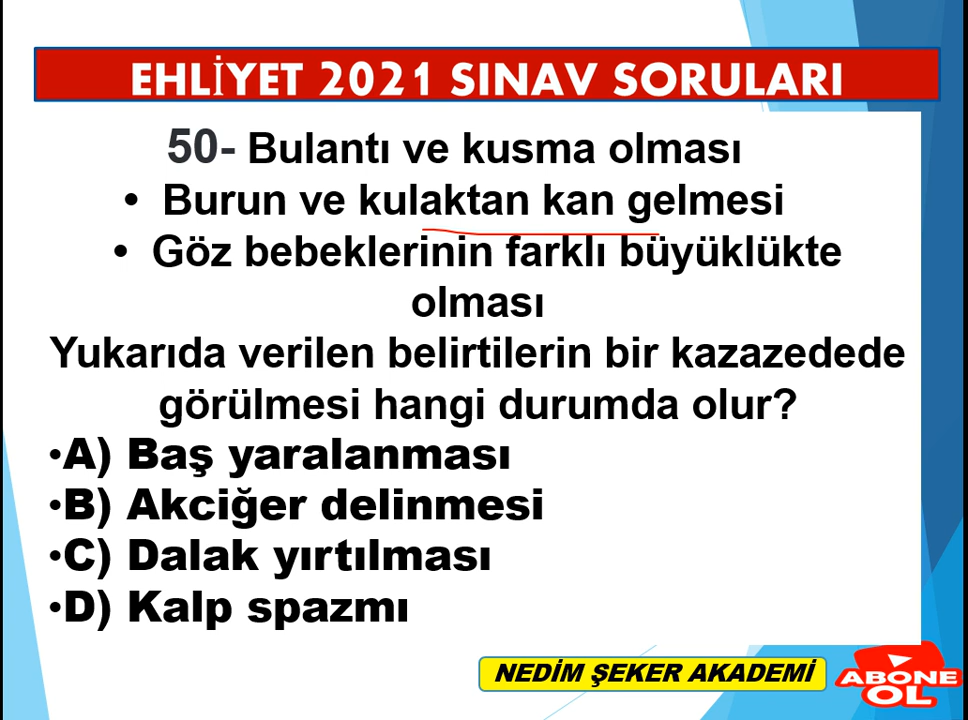 EHLİYET 2021 SINAV SORULARI
50- Bulantı ve kusma olması
• Burun ve kulaktan kan gelmesi
• Göz bebeklerinin farklı büyüklükte
olması
Yukarıda verilen belirtilerin bir kazazedede
görülmesi hangi durumda olur?
•A) Baş yaralanması
•B) Akciğer delinmesi
•C) Dalak yırtılması
•D) Kalp spazmı
NEDİM ŞEKER AKADEMİ
ABONE
OL